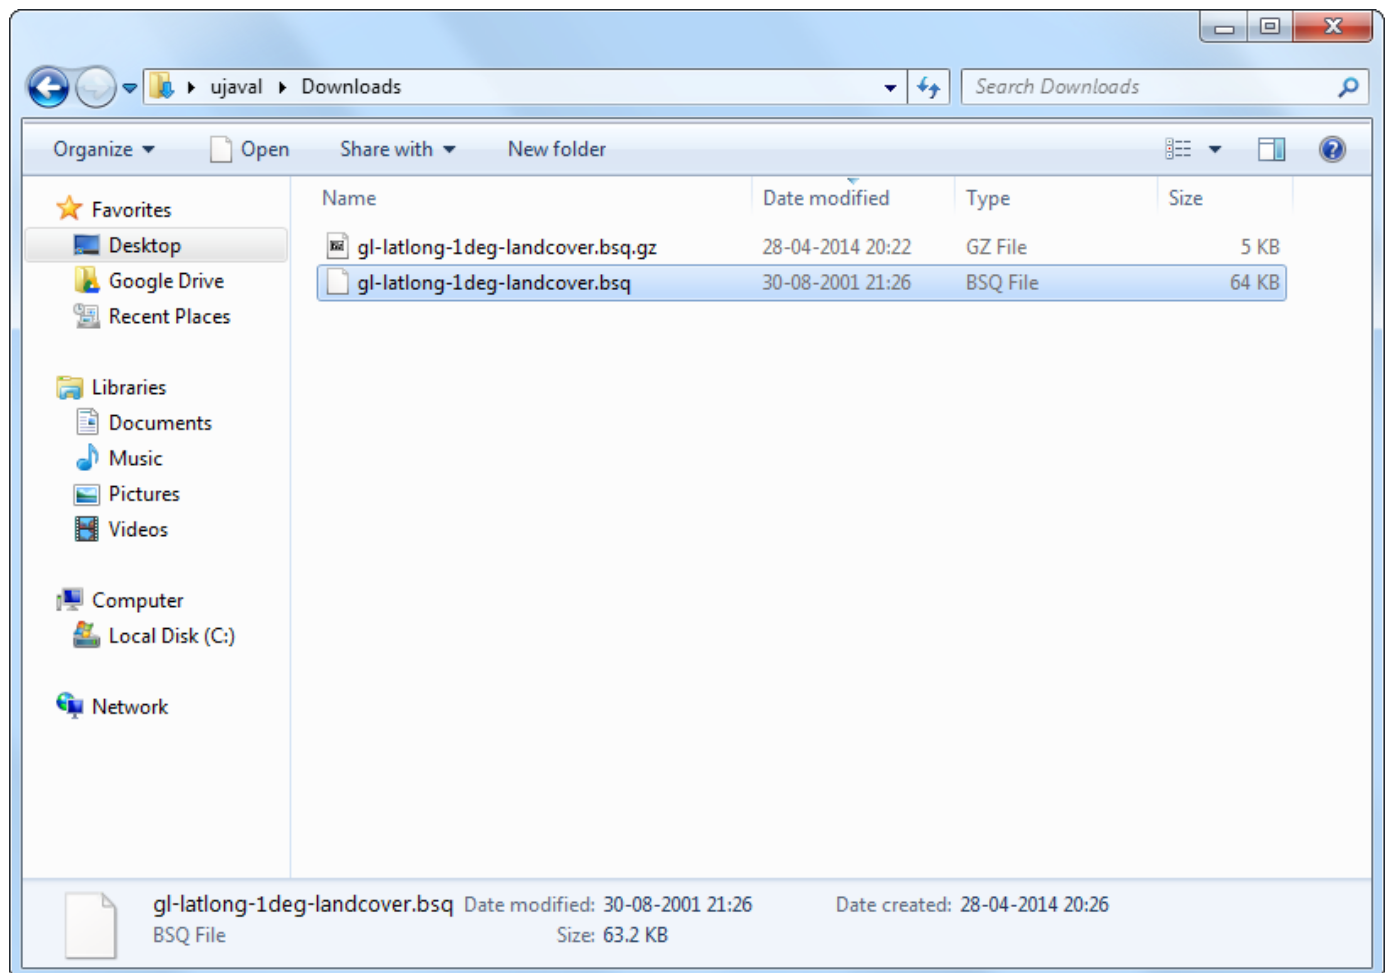 ujaval Downloads Search Downloads
Organize Open Share with New folder
Favorites
Desktop
Google Drive
Recent Places
Libraries
Documents
Music
Pictures
Videos
Computer
Local Disk (C:)
Network
Name Date modified Type Size
gl-latlong-1deg-landcover.bsq.gz 28-04-2014 20:22 GZ File 5 KB
gl-latlong-1deg-landcover.bsq 30-08-2001 21:26 BSQ File 64 KB
gl-latlong-1deg-landcover.bsq Date modified: 30-08-2001 21:26 Date created: 28-04-2014 20:26
BSQ File Size: 63.2 KB